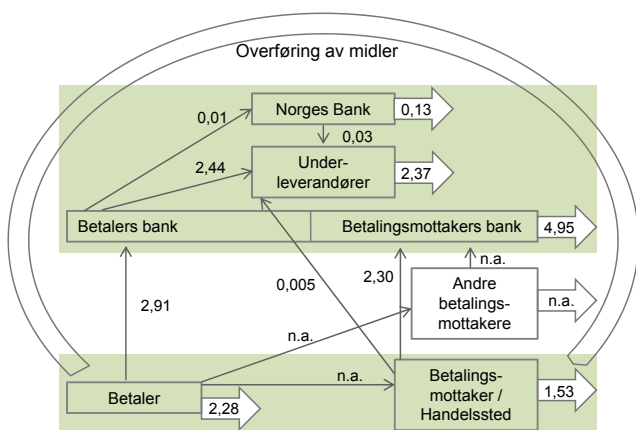 Overføring av midler
Norges Bank
0,13
0,01
0,03
2,44
Under-
leverandører
2,37
Betalers bank
Betalingsmottakers bank
4,95
n.a.
2,91
0,005
2,30
Andre
betalings-
mottakere
n.a.
n.a.
n.a.
Betaler
2,28
Betalings-
mottaker /
Handelssted
1,53